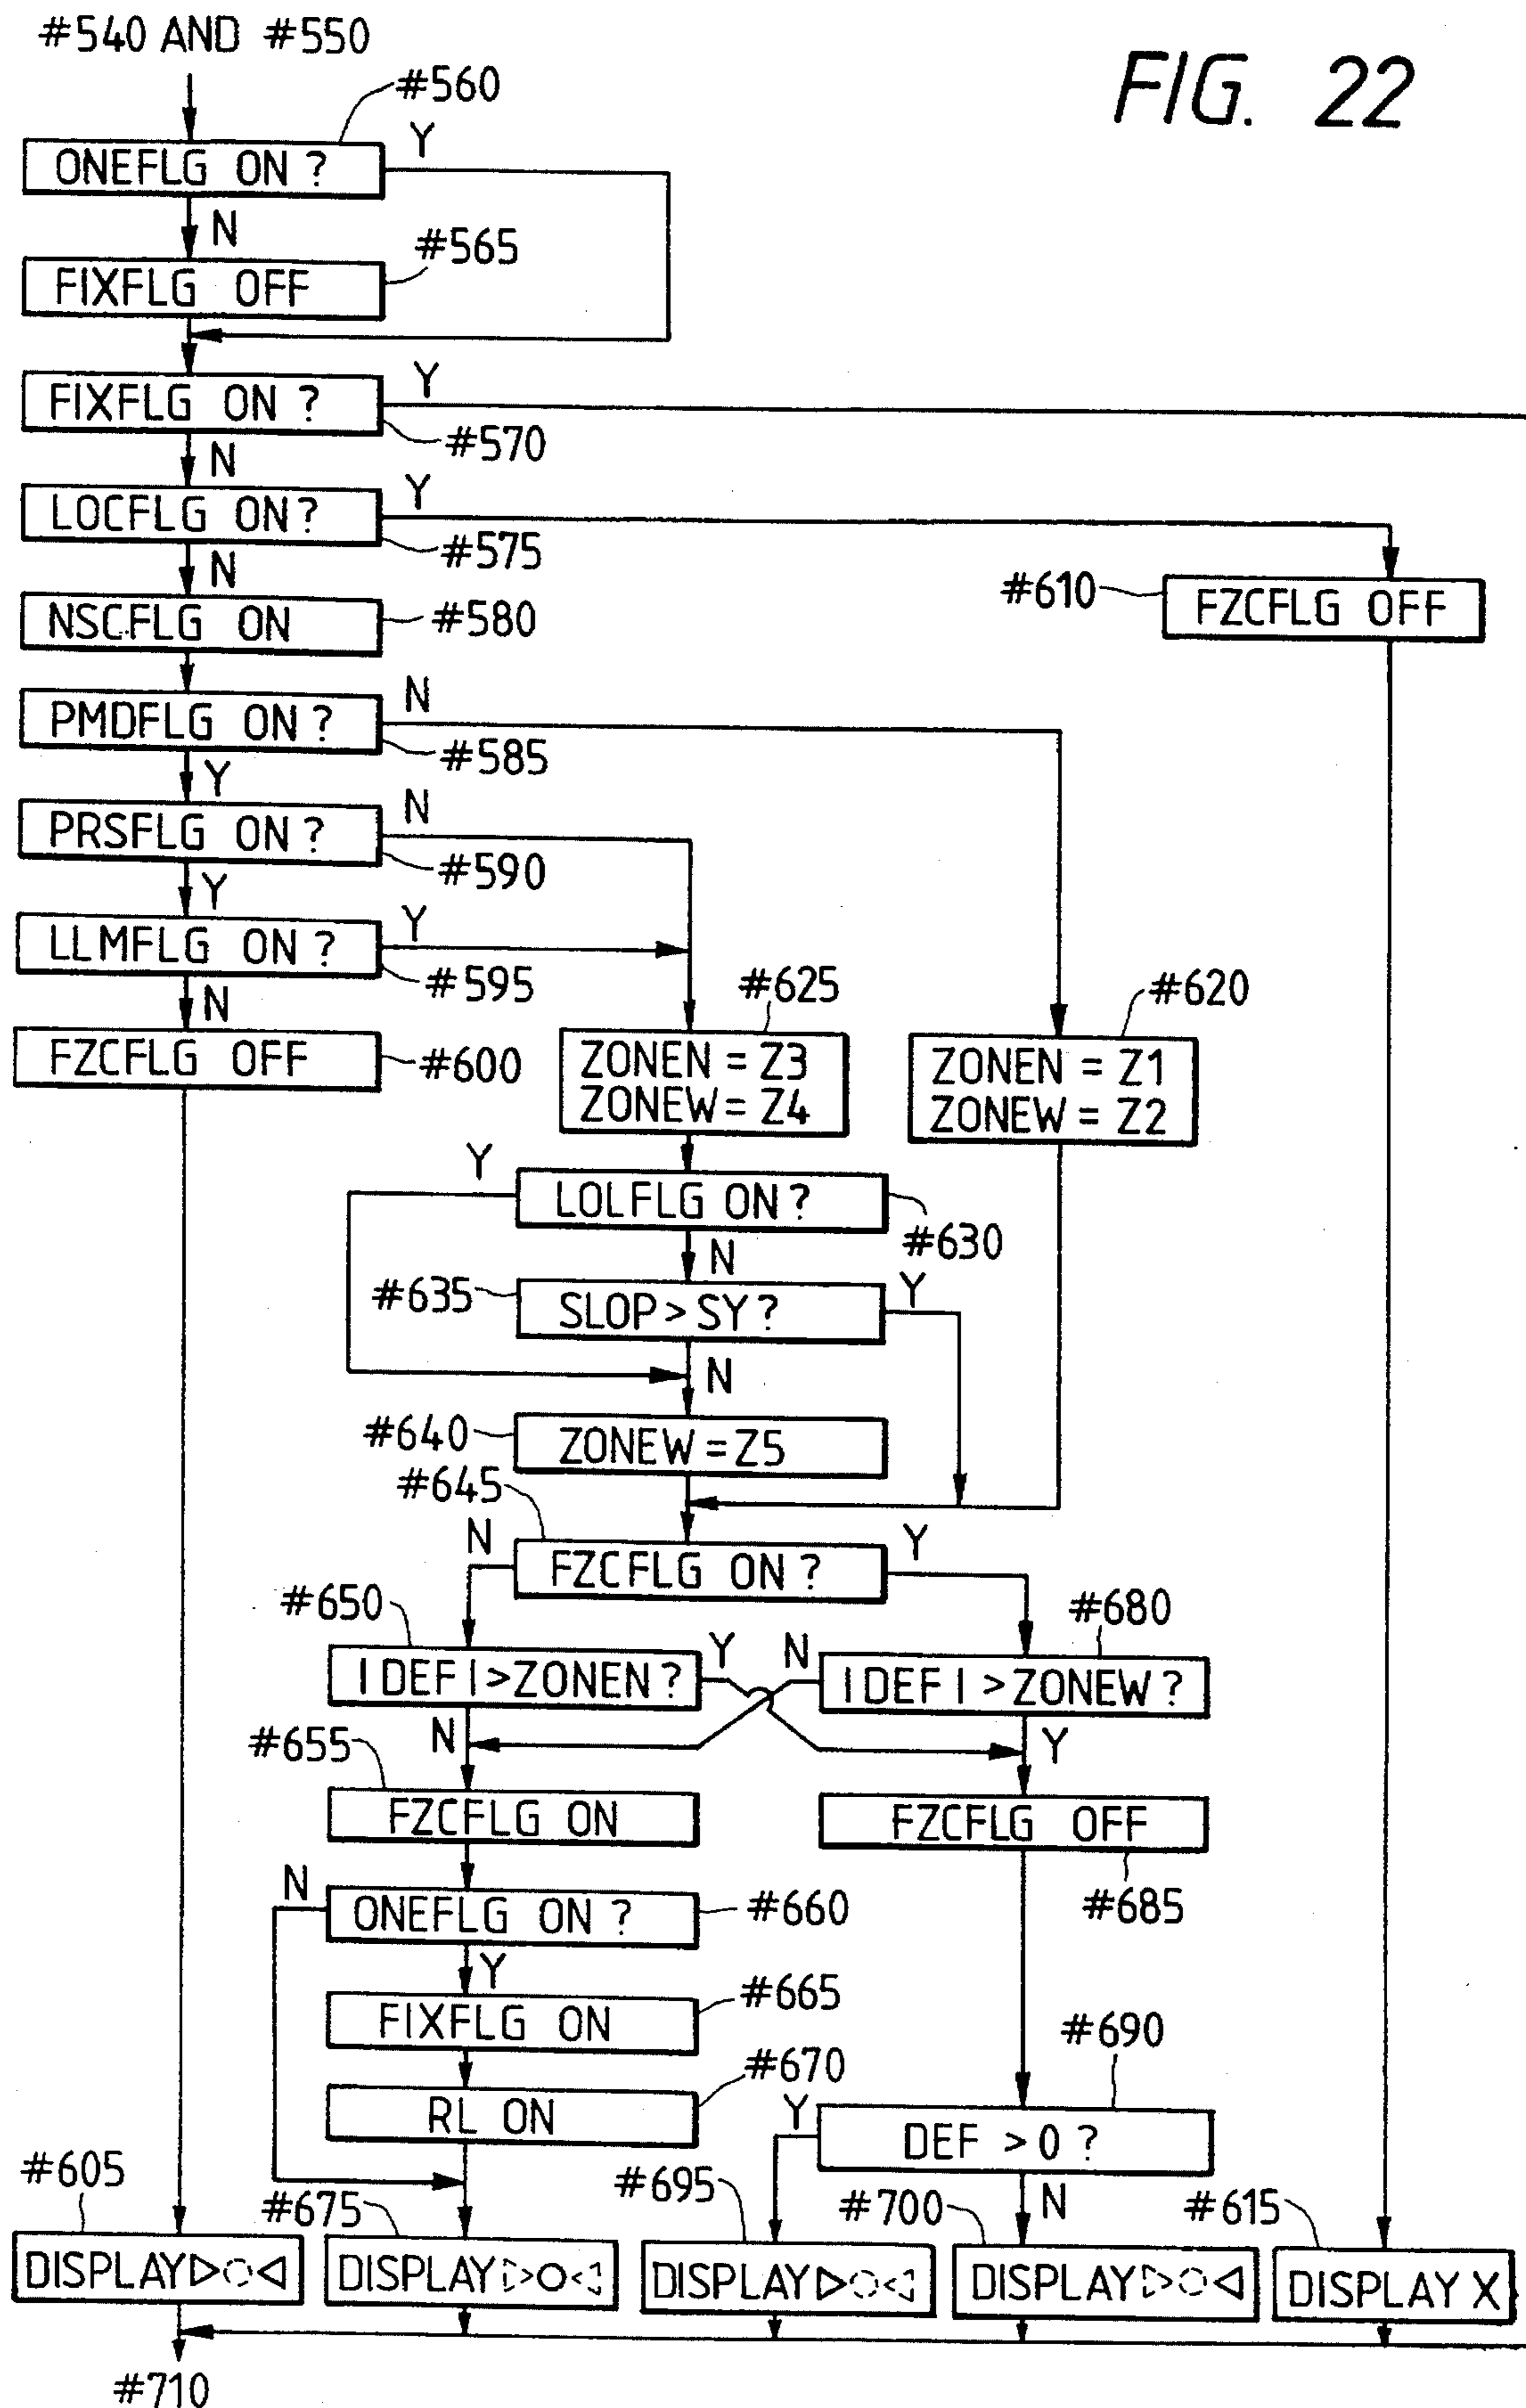 #540 AND #550
FIG. 22
#560
ONEFLG ON ?
Y
N
#565
FIXFLG OFF
FIXFLG ON ?
Y
#570
N
LOCFLG ON?
Y
#575
N
#610
FZCFLG OFF
NSCFLG ON
#580
PMDFLG ON ?
N
#585
Y
PRSFLG ON ?
N
#590
Y
LLMFLG ON ?
Y
#595
N
FZCFLG OFF
#600
#625
ZONEN = Z3
ZONEW = Z4
#620
ZONEN = Z1
ZONEW = Z2
Y
LOLFLG ON ?
#630
N
#635
SLOP > SY ?
Y
N
#640
ZONEW = Z5
#645
N
FZCFLG ON ?
Y
#650
|DEF| > ZONEN ?
Y
N
#680
N
|DEF| > ZONEW ?
Y
#655
FZCFLG ON
FZCFLG OFF
#685
N
ONEFLG ON ?
#660
Y
#665
FIXFLG ON
#670
RL ON
#690
Y
DEF > 0 ?
N
#605
DISPLAY ▷◌◁
#675
DISPLAY ▷○◁
#695
DISPLAY ▷◌◁
#700
DISPLAY ▷◌◁
#615
DISPLAY X
#710